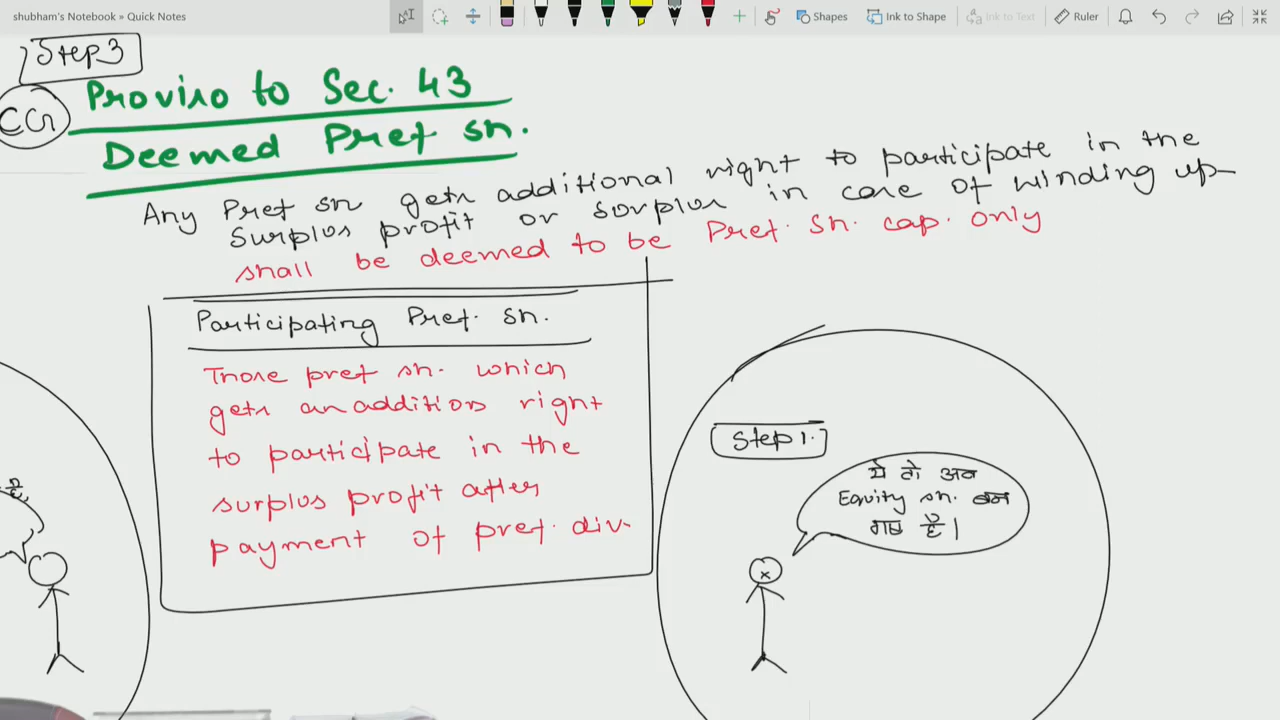 shubham's Notebook » Quick Notes
Shapes
Ink to Shape
Ink to Text
Ruler
Step 3
CG
Proviso to Sec. 43
Deemed Pref sh.
Any Pref sh gets additional right to participate in the
surplus profit or surplus in case of winding up
shall be deemed to be Pref. sh. cap. only
Participating Pref. sh.
Those pref sh. which
gets an addition right
to participate in the
surplus profit after
payment of pref. div.
Step 1.
ये तो अब
Equity sh. बन
गए है।
है